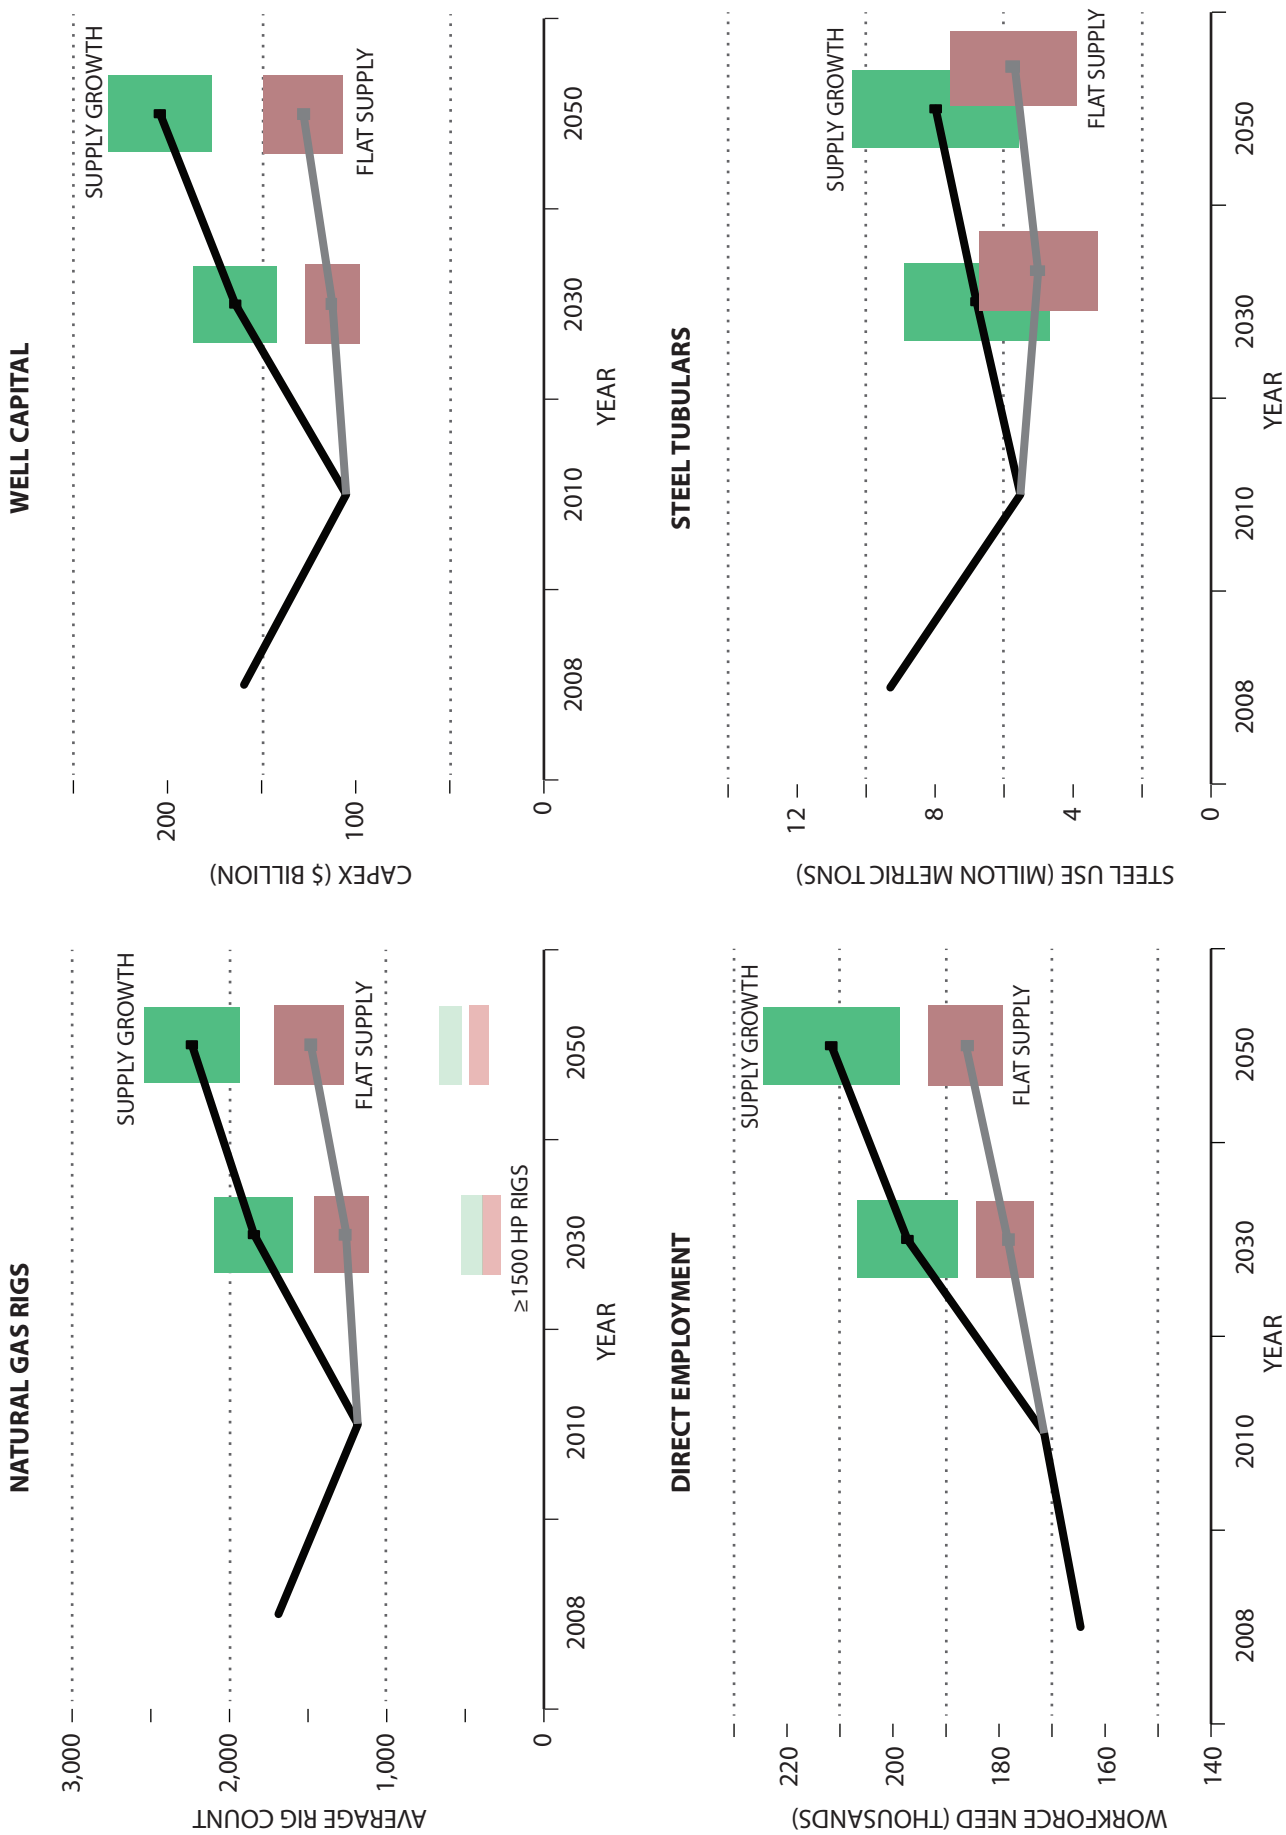 NATURAL GAS RIGS
AVERAGE RIG COUNT
3,000
2,000
1,000
0
SUPPLY GROWTH
FLAT SUPPLY
≥1500 HP RIGS
2008
2010
2030
2050
YEAR
WELL CAPITAL
CAPEX ($ BILLION)
200
100
0
SUPPLY GROWTH
FLAT SUPPLY
2008
2010
2030
2050
YEAR
DIRECT EMPLOYMENT
WORKFORCE NEED (THOUSANDS)
220
200
180
160
140
SUPPLY GROWTH
FLAT SUPPLY
2008
2010
2030
2050
YEAR
STEEL TUBULARS
STEEL USE (MILLON METRIC TONS)
12
8
4
0
SUPPLY GROWTH
FLAT SUPPLY
2008
2010
2030
2050
YEAR